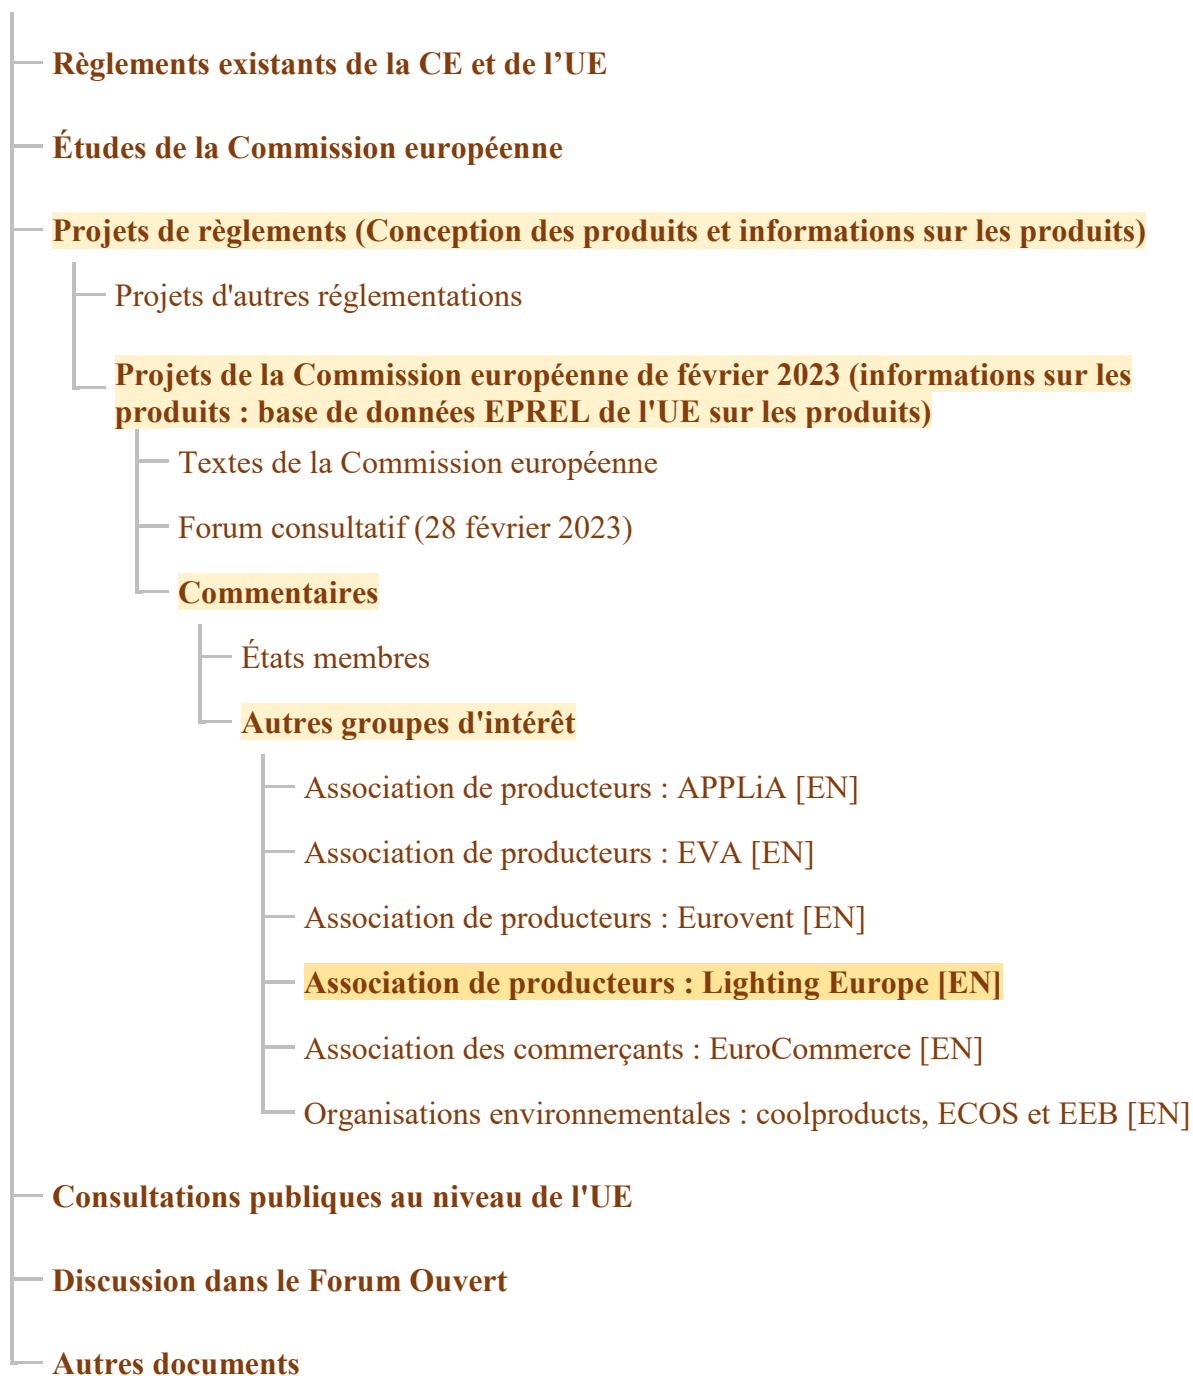 Règlements existants de la CE et de l’UE
Études de la Commission européenne
Projets de règlements (Conception des produits et informations sur les produits)
Projets d'autres réglementations
Projets de la Commission européenne de février 2023 (informations sur les
produits : base de données EPREL de l'UE sur les produits)
Textes de la Commission européenne
Forum consultatif (28 février 2023)
Commentaires
États membres
Autres groupes d'intérêt
Association de producteurs : APPLiA [EN]
Association de producteurs : EVA [EN]
Association de producteurs : Eurovent [EN]
Association de producteurs : Lighting Europe [EN]
Association des commerçants : EuroCommerce [EN]
Organisations environnementales : coolproducts, ECOS et EEB [EN]
Consultations publiques au niveau de l'UE
Discussion dans le Forum Ouvert
Autres documents